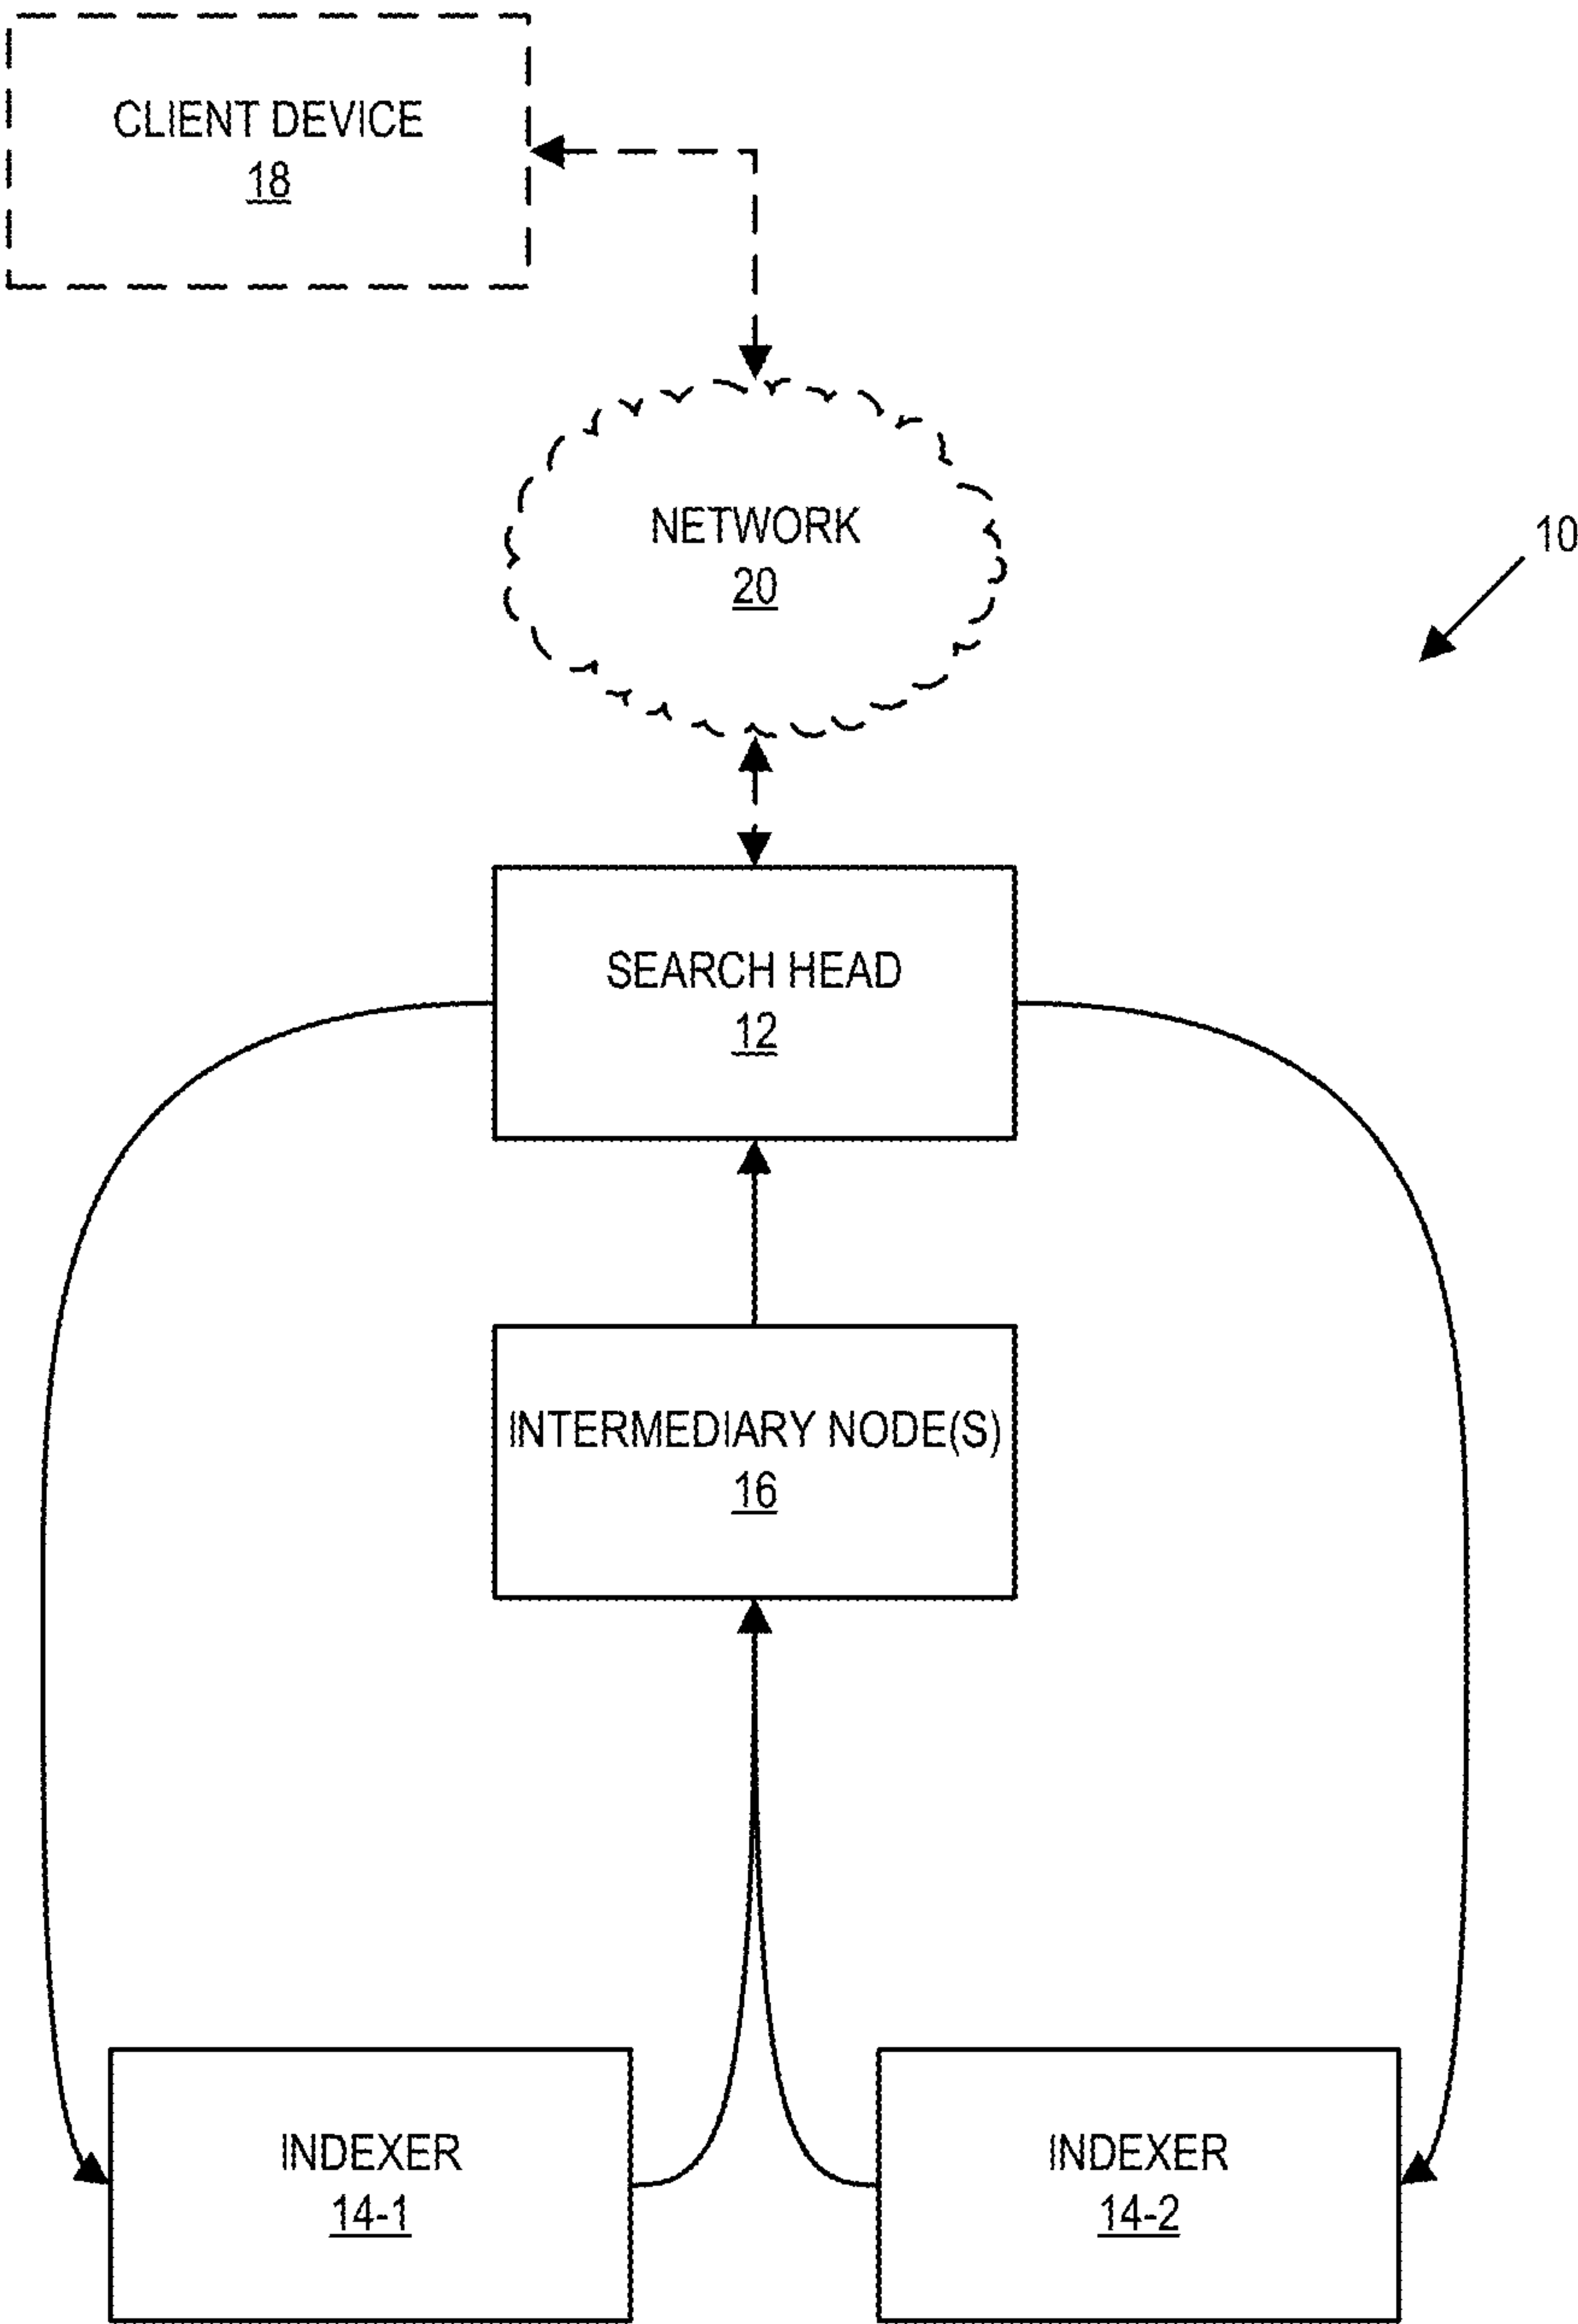 CLIENT DEVICE
18
NETWORK
20
10
SEARCH HEAD
12
INTERMEDIARY NODE(S)
16
INDEXER
14-1
INDEXER
14-2